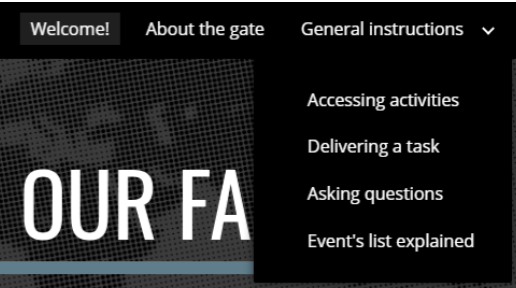 Welcome! About the gate General instructions
Accessing activities
Delivering a task
Asking questions
Event's list explained
OUR FA